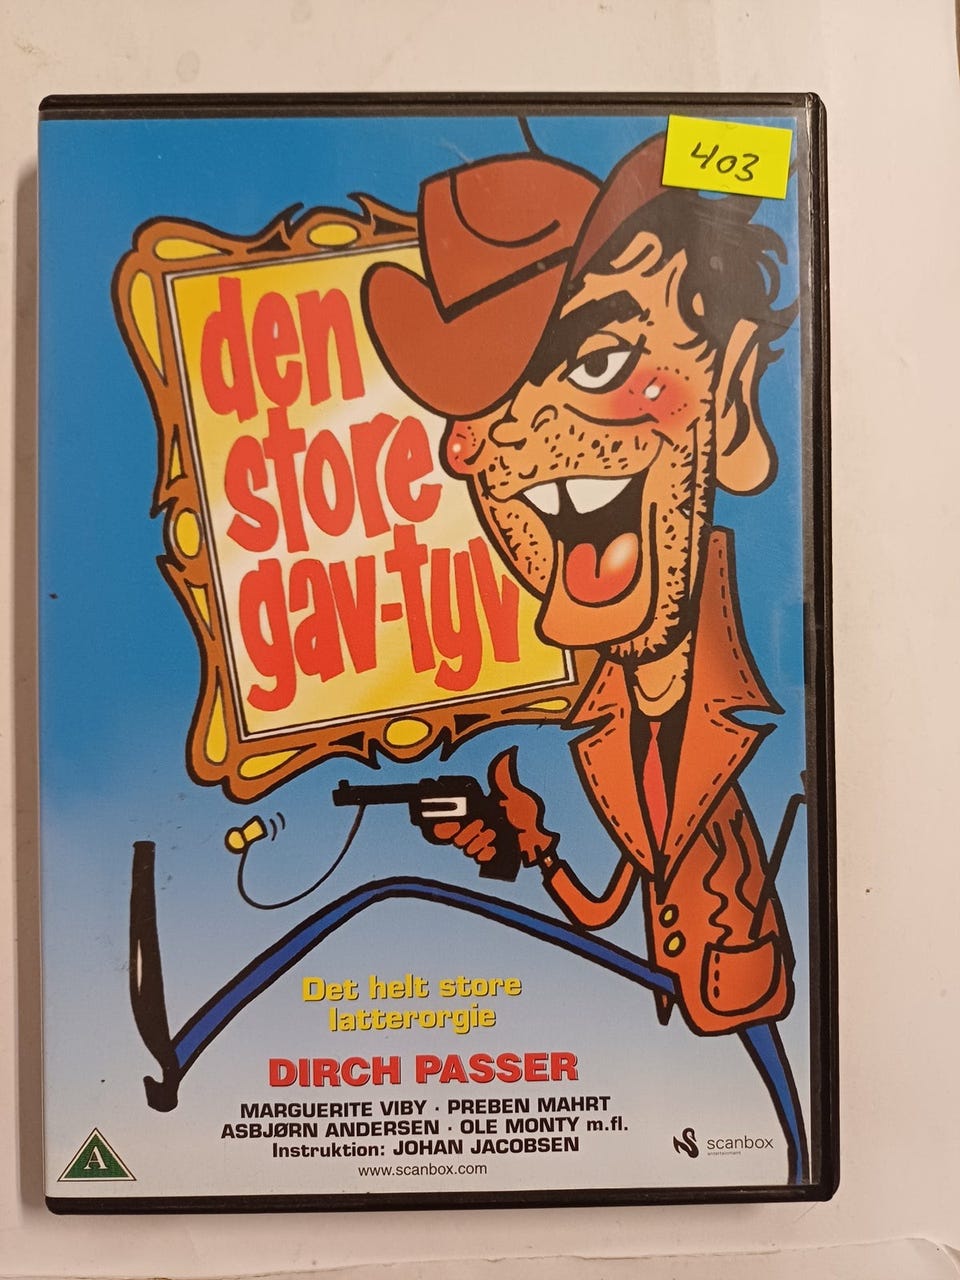 403
den
store
gav-tyv
Det helt store
latterorgie
DIRCH PASSER
MARGUERITE VIBY · PREBEN MAHRT
ASBJØRN ANDERSEN · OLE MONTY m.fl.
Instruktion: JOHAN JACOBSEN
www.scanbox.com
A
scanbox
entertainment